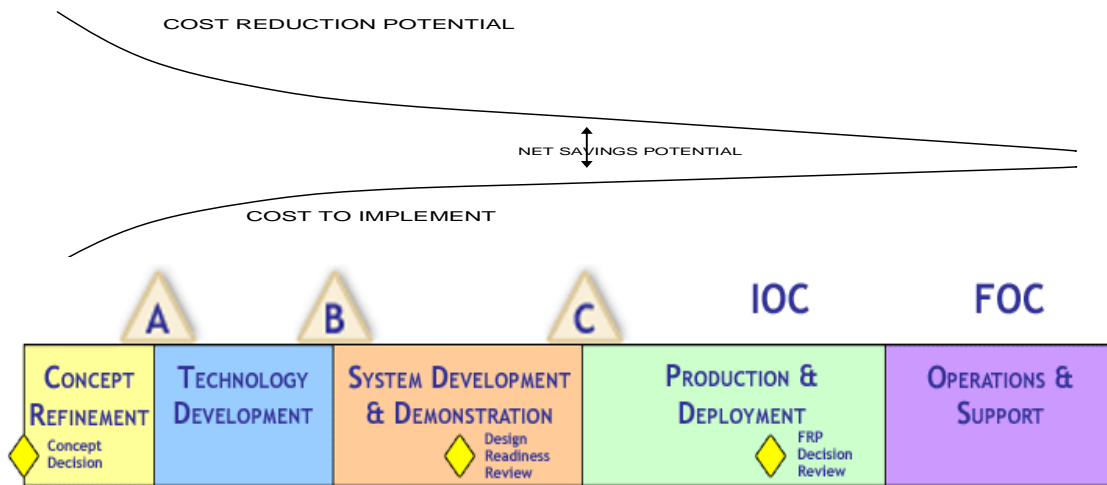 COST REDUCTION POTENTIAL
NET SAVINGS POTENTIAL
COST TO IMPLEMENT
A
B
C
IOC
FOC
CONCEPT
REFINEMENT
Concept
Decision
TECHNOLOGY
DEVELOPMENT
SYSTEM DEVELOPMENT
& DEMONSTRATION
Design
Readiness
Review
PRODUCTION &
DEPLOYMENT
FRP
Decision
Review
OPERATIONS &
SUPPORT